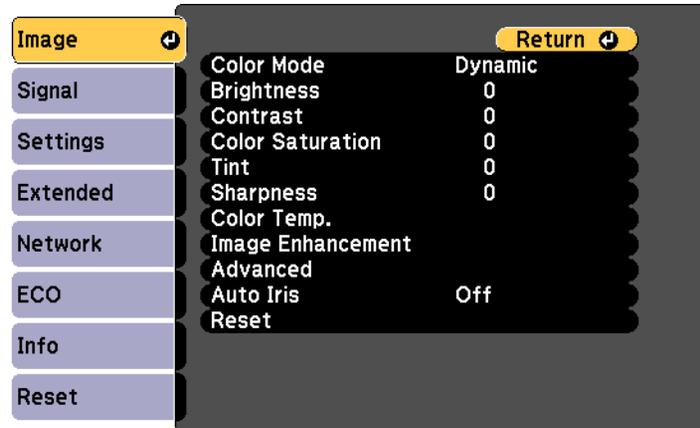 Image
Signal
Settings
Extended
Network
ECO
Info
Reset
Return
Color Mode Dynamic
Brightness 0
Contrast 0
Color Saturation 0
Tint 0
Sharpness 0
Color Temp.
Image Enhancement
Advanced
Auto Iris Off
Reset